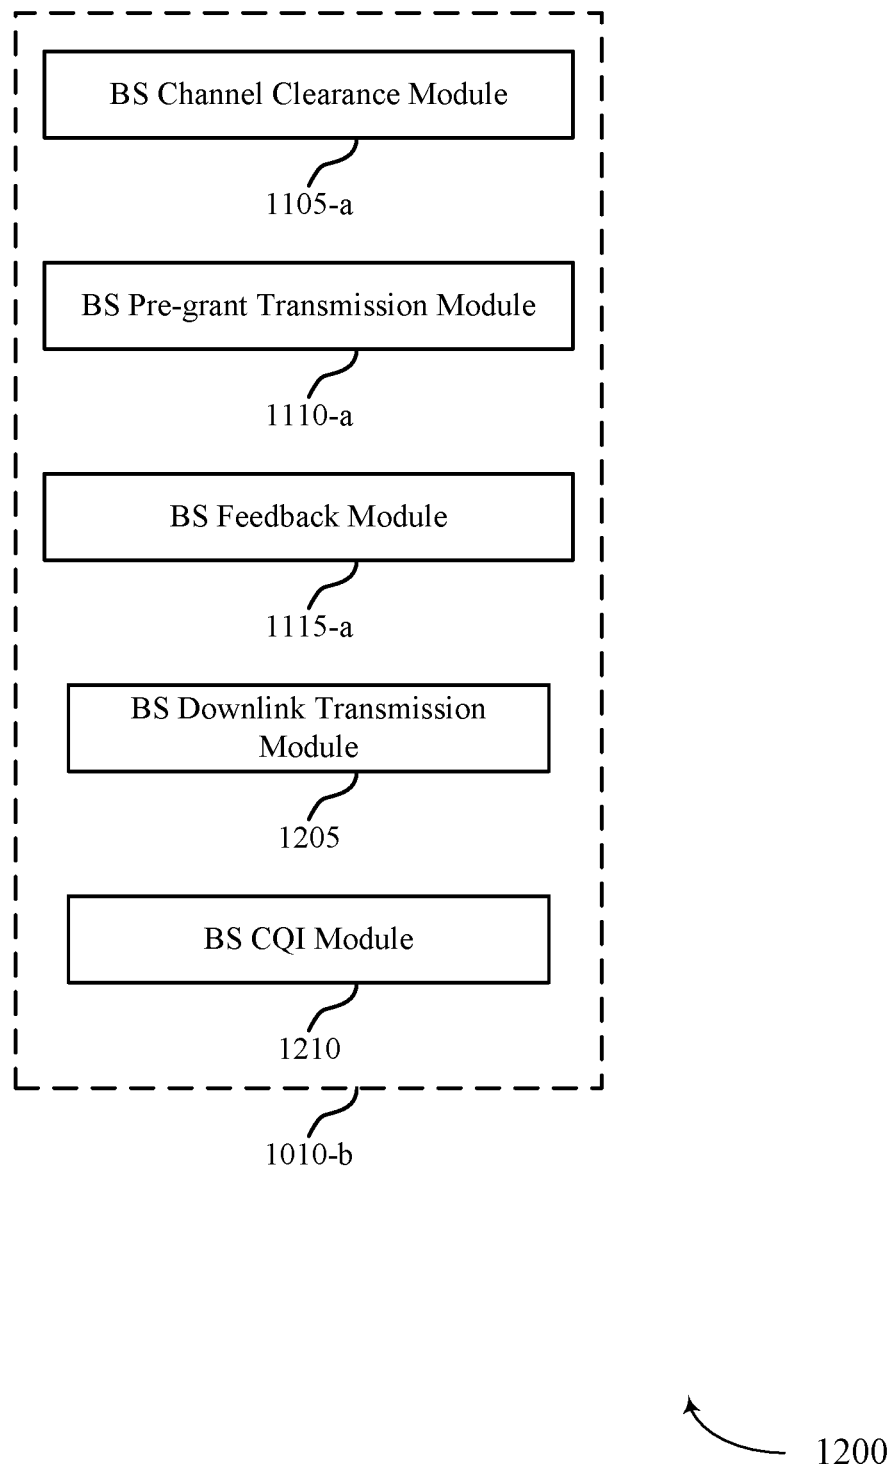 BS Channel Clearance Module
1105-a
BS Pre-grant Transmission Module
1110-a
BS Feedback Module
1115-a
BS Downlink Transmission
Module
1205
BS CQI Module
1210
1010-b
1200